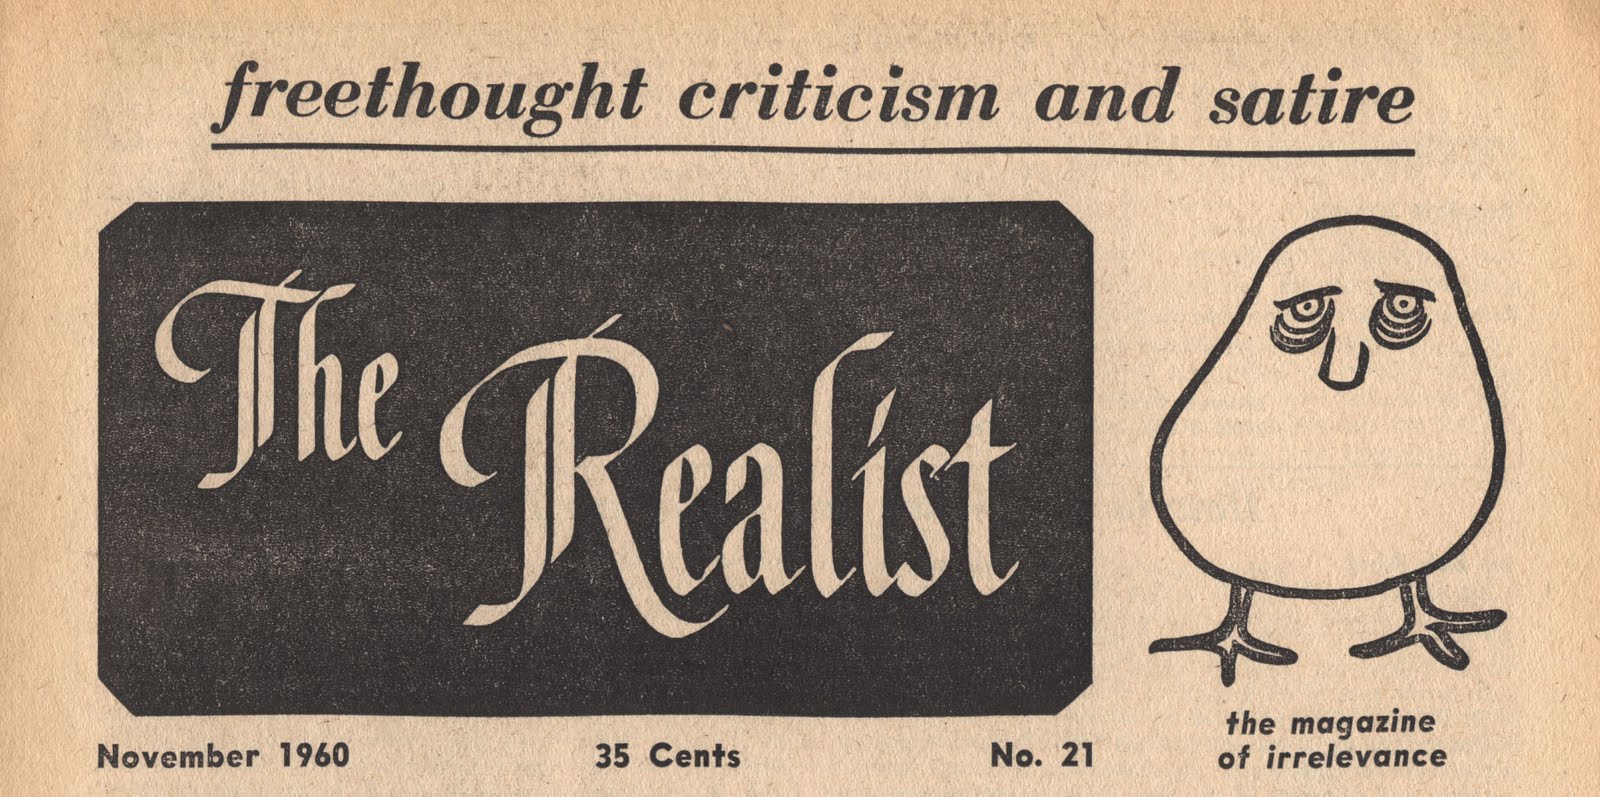 freethought criticism and satire
The Realist
November 1960 35 Cents No. 21
the magazine
of irrelevance